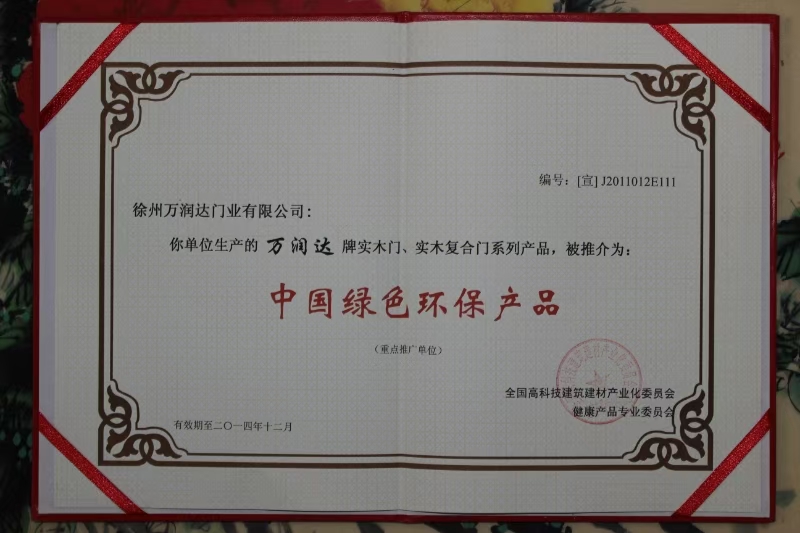 编号：[宣] J2011012E111
徐州万润达门业有限公司：
你单位生产的 万润达 牌实木门、实木复合门系列产品，被推介为：
中国绿色环保产品
（重点推广单位）
全国高科技建筑建材产业化委员会
健康产品专业委员会
有效期至二〇一四年十二月